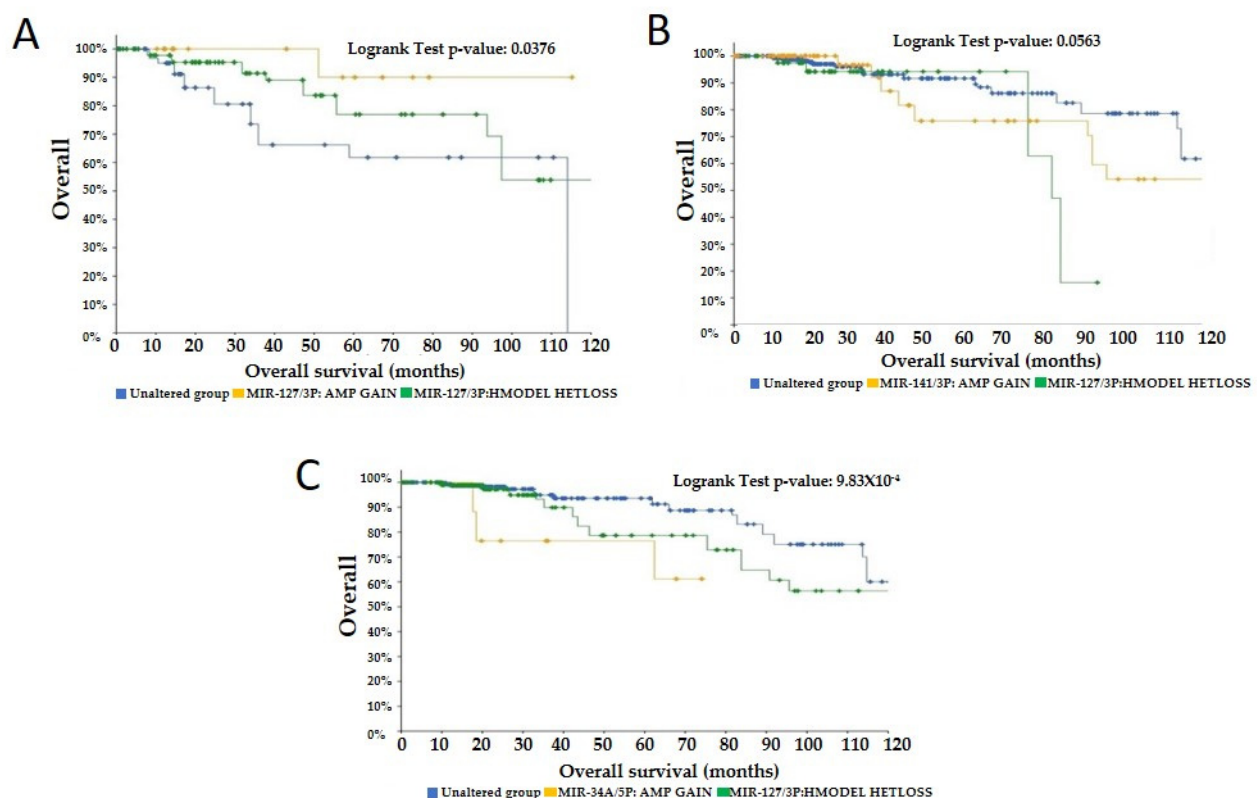 A
Logrank Test p-value: 0.0376
Overall
100%
90%
80%
70%
60%
50%
40%
30%
20%
10%
0%
0 10 20 30 40 50 60 70 80 90 100 110 120
Overall survival (months)
Unaltered group MIR-127/3P: AMP GAIN MIR-127/3P:HMODEL HETLOSS
B
Logrank Test p-value: 0.0563
Overall
100%
90%
80%
70%
60%
50%
40%
30%
20%
10%
0%
0 10 20 30 40 50 60 70 80 90 100 110 120
Overall survival (months)
Unaltered group MIR-141/3P: AMP GAIN MIR-127/3P:HMODEL HETLOSS
C
Logrank Test p-value: 9.83X10⁻⁴
Overall
100%
90%
80%
70%
60%
50%
40%
30%
20%
10%
0%
0 10 20 30 40 50 60 70 80 90 100 110 120
Overall survival (months)
Unaltered group MIR-34A/5P: AMP GAIN MIR-127/3P:HMODEL HETLOSS